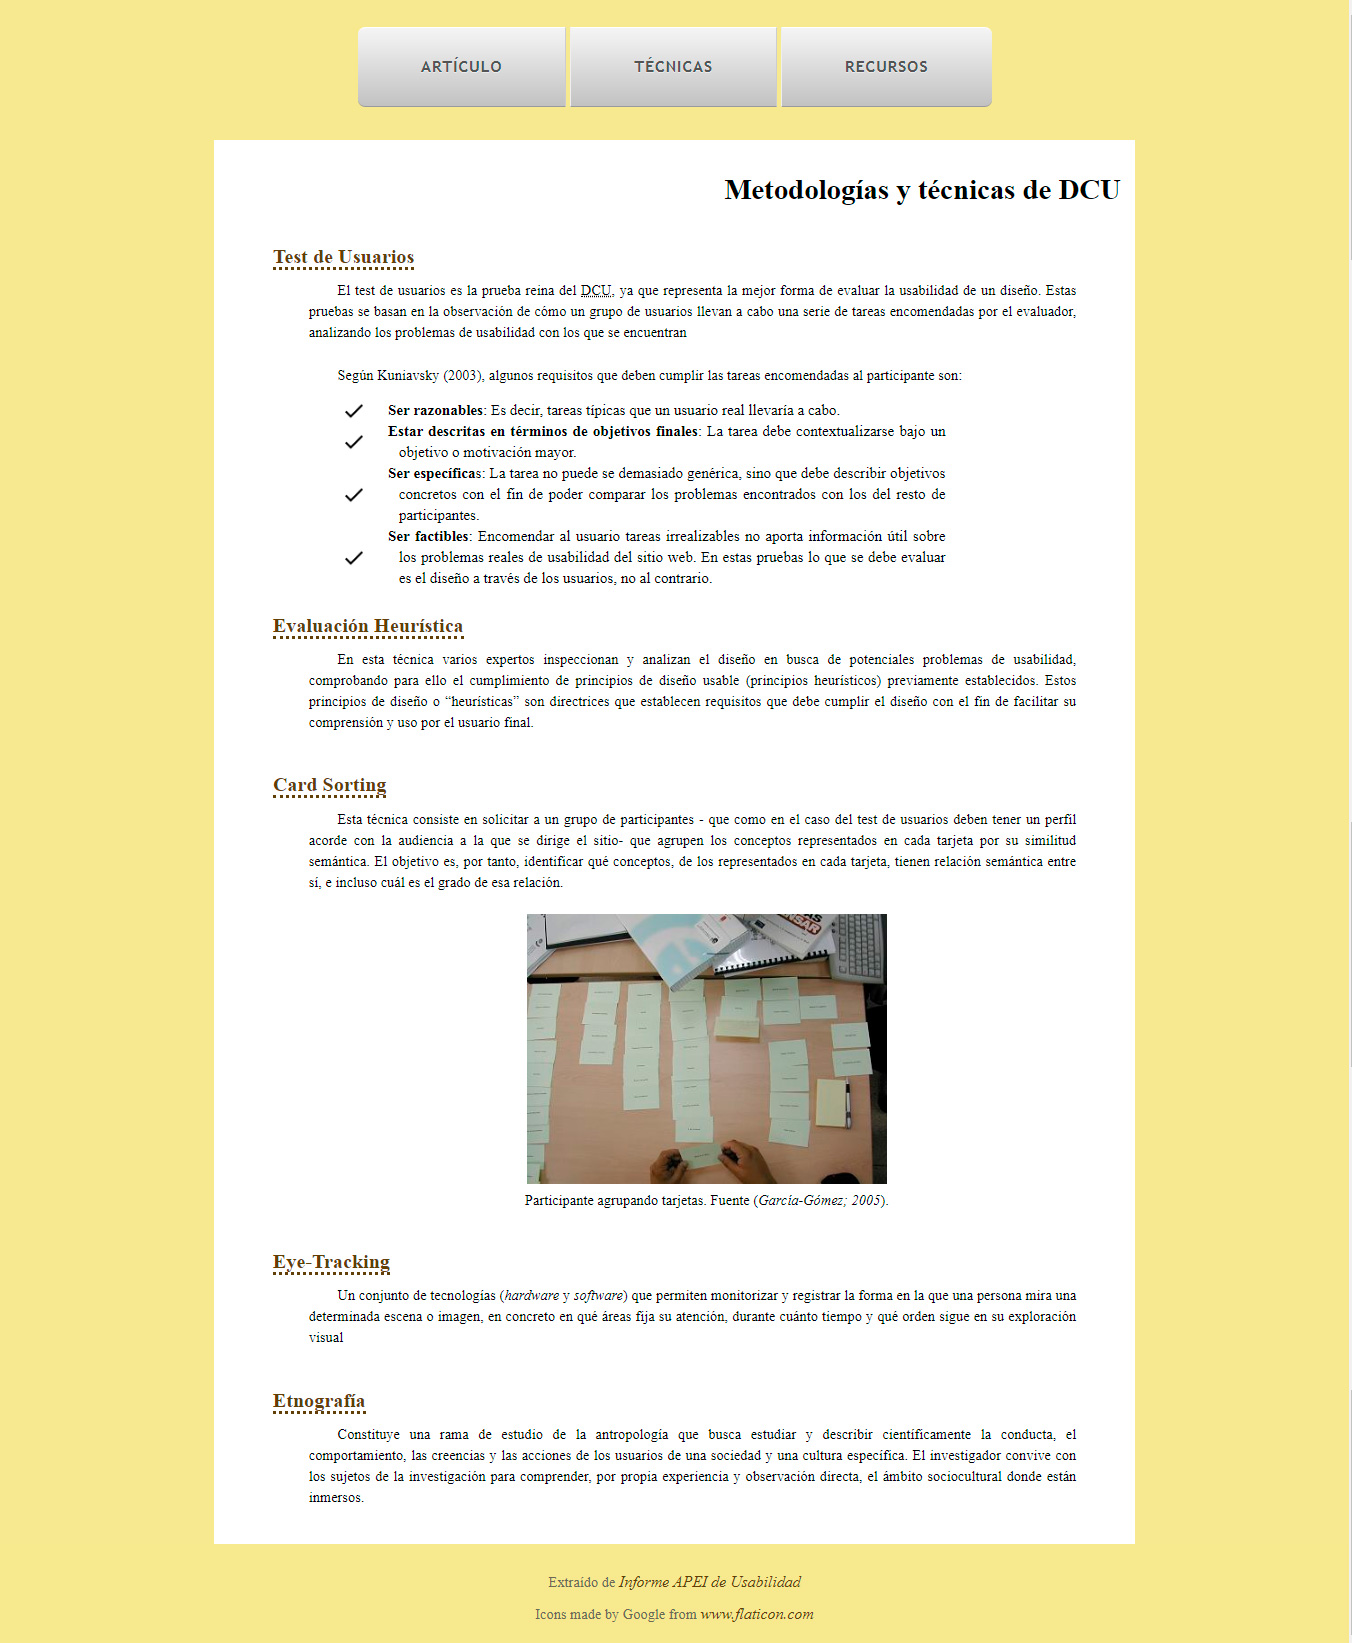 ARTÍCULO
TÉCNICAS
RECURSOS
Metodologías y técnicas de DCU
Test de Usuarios
El test de usuarios es la prueba reina del DCU, ya que representa la mejor forma de evaluar la usabilidad de un diseño. Estas
pruebas se basan en la observación de cómo un grupo de usuarios llevan a cabo una serie de tareas encomendadas por el evaluador,
analizando los problemas de usabilidad con los que se encuentran
Según Kuniavsky (2003), algunos requisitos que deben cumplir las tareas encomendadas al participante son:
Ser razonables: Es decir, tareas típicas que un usuario real llevaría a cabo.
Estar descritas en términos de objetivos finales: La tarea debe contextualizarse bajo un
objetivo o motivación mayor.
Ser específicas: La tarea no puede se demasiado genérica, sino que debe describir objetivos
concretos con el fin de poder comparar los problemas encontrados con los del resto de
participantes.
Ser factibles: Encomendar al usuario tareas irrealizables no aporta información útil sobre
los problemas reales de usabilidad del sitio web. En estas pruebas lo que se debe evaluar
es el diseño a través de los usuarios, no al contrario.
Evaluación Heurística
En esta técnica varios expertos inspeccionan y analizan el diseño en busca de potenciales problemas de usabilidad,
comprobando para ello el cumplimiento de principios de diseño usable (principios heurísticos) previamente establecidos. Estos
principios de diseño o “heurísticas” son directrices que establecen requisitos que debe cumplir el diseño con el fin de facilitar su
comprensión y uso por el usuario final.
Card Sorting
Esta técnica consiste en solicitar a un grupo de participantes - que como en el caso del test de usuarios deben tener un perfil
acorde con la audiencia a la que se dirige el sitio- que agrupen los conceptos representados en cada tarjeta por su similitud
semántica. El objetivo es, por tanto, identificar qué conceptos, de los representados en cada tarjeta, tienen relación semántica entre
sí, e incluso cuál es el grado de esa relación.
Participante agrupando tarjetas. Fuente (García-Gómez; 2005).
Eye-Tracking
Un conjunto de tecnologías (hardware y software) que permiten monitorizar y registrar la forma en la que una persona mira una
determinada escena o imagen, en concreto en qué áreas fija su atención, durante cuánto tiempo y qué orden sigue en su exploración
visual
Etnografía
Constituye una rama de estudio de la antropología que busca estudiar y describir científicamente la conducta, el
comportamiento, las creencias y las acciones de los usuarios de una sociedad y una cultura específica. El investigador convive con
los sujetos de la investigación para comprender, por propia experiencia y observación directa, el ámbito sociocultural donde están
inmersos.
Extraído de Informe APEI de Usabilidad
Icons made by Google from www.flaticon.com